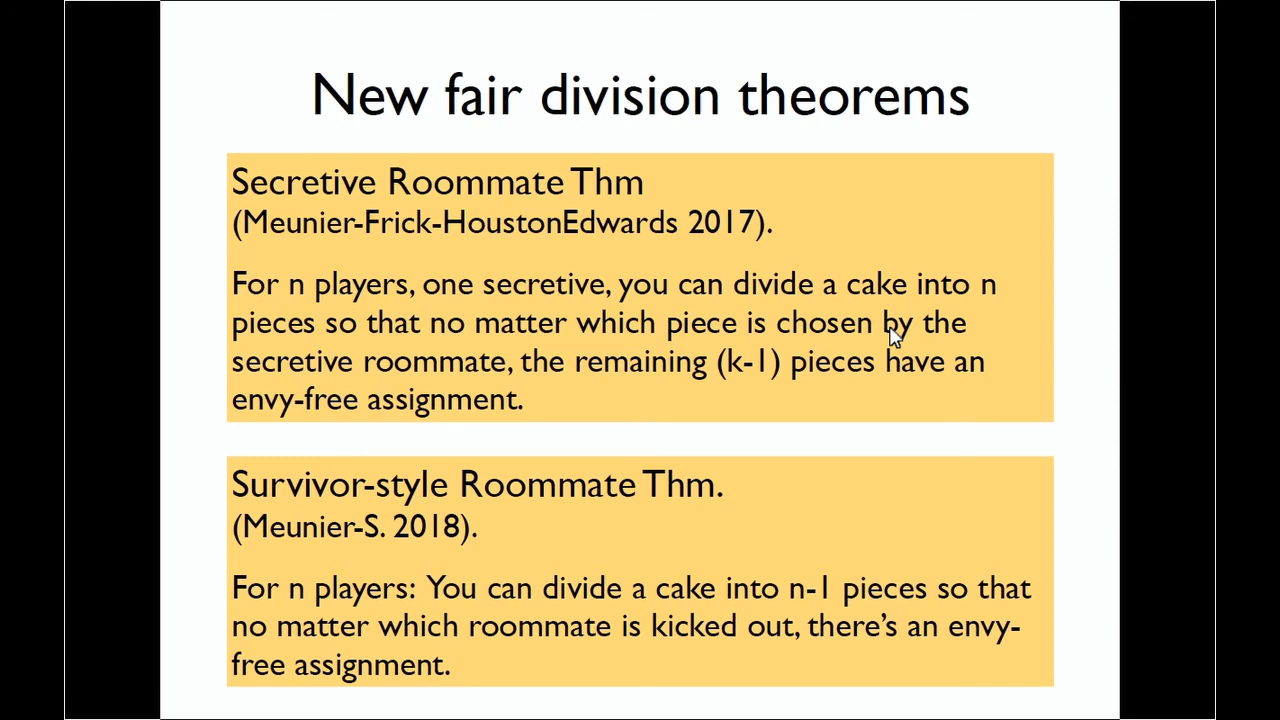 New fair division theorems
Secretive Roommate Thm
(Meunier-Frick-HoustonEdwards 2017).
For n players, one secretive, you can divide a cake into n
pieces so that no matter which piece is chosen by the
secretive roommate, the remaining (k-1) pieces have an
envy-free assignment.
Survivor-style Roommate Thm.
(Meunier-S. 2018).
For n players: You can divide a cake into n-1 pieces so that
no matter which roommate is kicked out, there’s an envy-
free assignment.